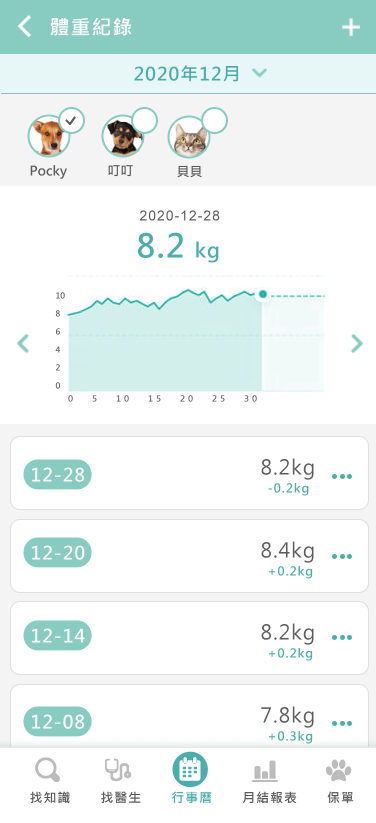 體重紀錄
2020年12月
Pocky
叮叮
貝貝
2020-12-28
8.2 kg
10
8
6
4
2
0
0 5 10 15 20 25 30
12-28
8.2kg
-0.2kg
12-20
8.4kg
+0.2kg
12-14
8.2kg
+0.2kg
12-08
7.8kg
+0.3kg
找知識 找醫生 行事曆 月結報表 保單